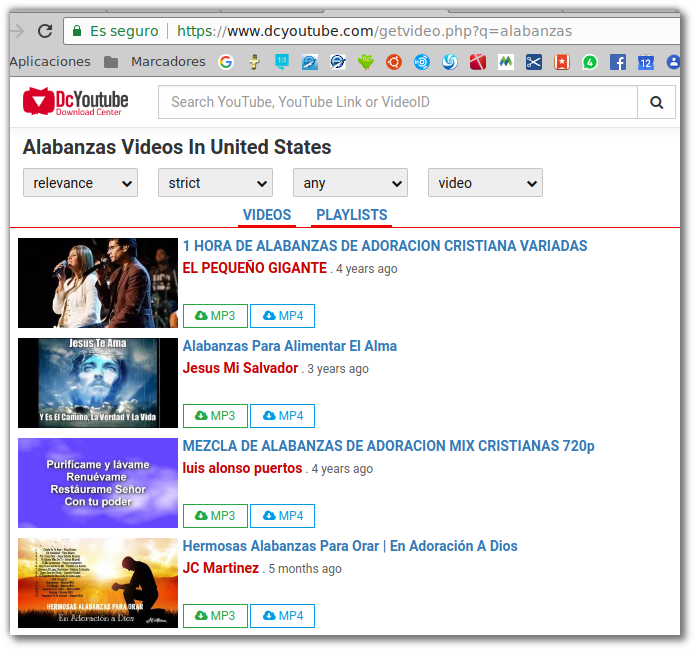 Es seguro https://www.dcyoutube.com/getvideo.php?q=alabanzas
Aplicaciones Marcadores
12
4
DcYoutube
Download Center
Search YouTube, YouTube Link or VideoID
Alabanzas Videos In United States
relevance strict any video
VIDEOS PLAYLISTS
1 HORA DE ALABANZAS DE ADORACION CRISTIANA VARIADAS
EL PEQUEÑO GIGANTE . 4 years ago
MP3 MP4
Jesus Te Ama
Y Es El Camino, La Verdad Y La Vida
Alabanzas Para Alimentar El Alma
Jesus Mi Salvador . 3 years ago
MP3 MP4
Purificame y lávame
Renuévame
Restáurame Señor
Con tu poder
MEZCLA DE ALABANZAS DE ADORACION MIX CRISTIANAS 720p
luis alonso puertos . 4 years ago
MP3 MP4
HERMOSAS ALABANZAS PARA ORAR
En Adoración a Dios
Hermosas Alabanzas Para Orar | En Adoración A Dios
JC Martinez . 5 months ago
MP3 MP4